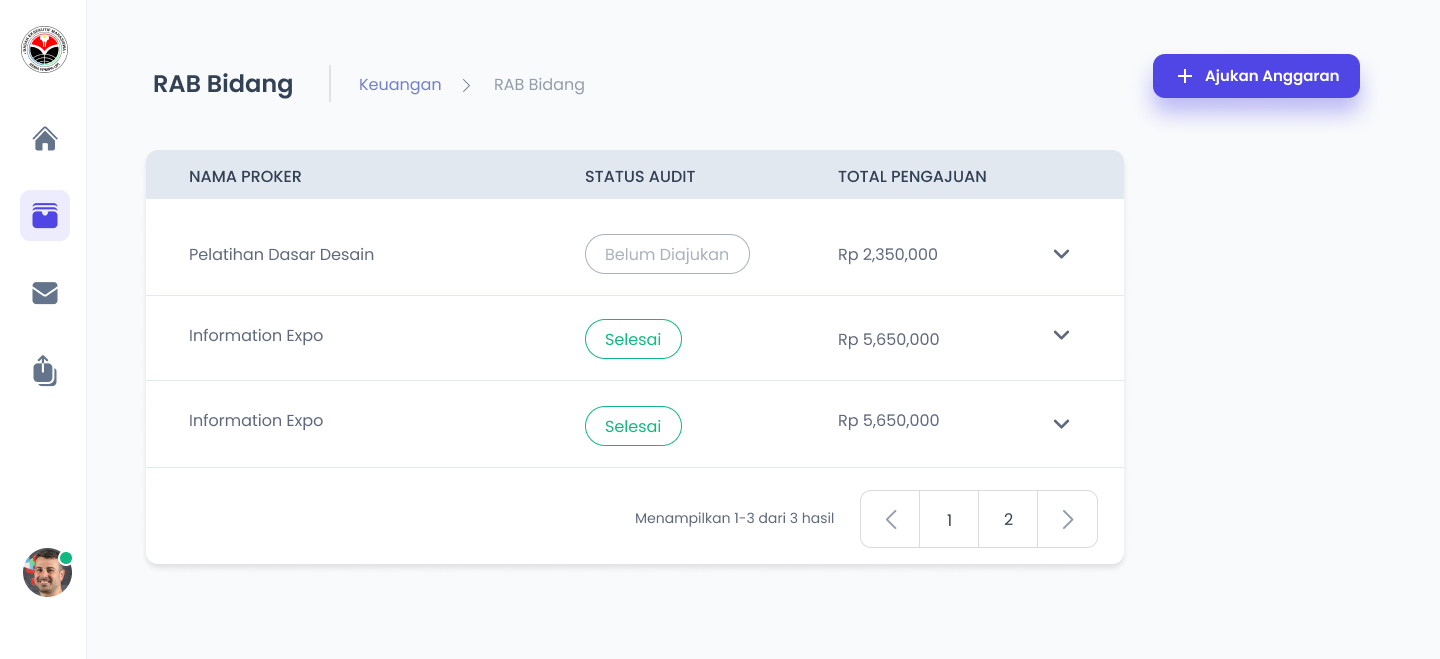 RAB Bidang
Keuangan
RAB Bidang
Ajukan Anggaran
NAMA PROKER STATUS AUDIT TOTAL PENGAJUAN
Pelatihan Dasar Desain Belum Diajukan Rp 2,350,000
Information Expo Selesai Rp 5,650,000
Information Expo Selesai Rp 5,650,000
Menampilkan 1-3 dari 3 hasil 1 2